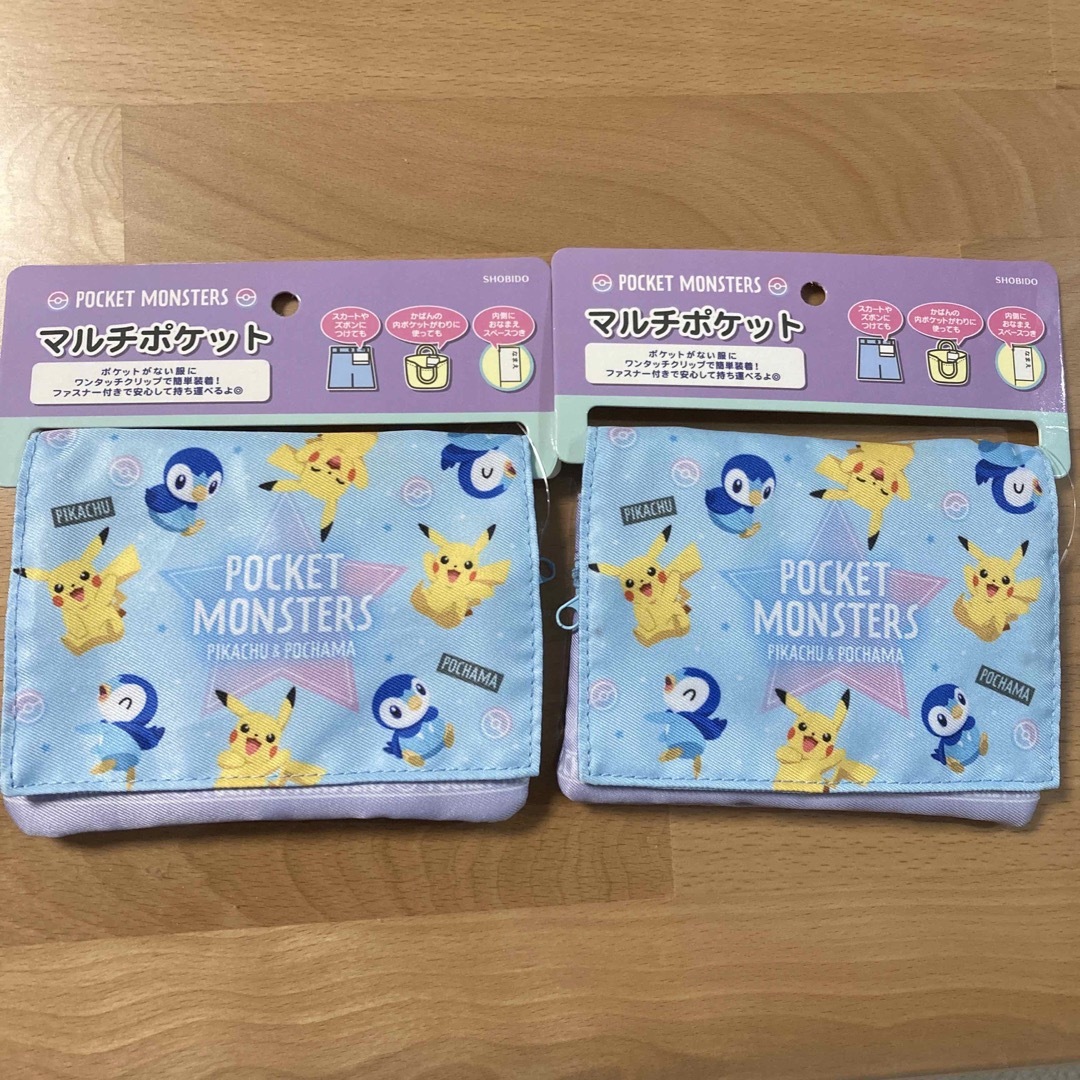 POCKET MONSTERS
SHOBIDO
マルチポケット
スカートや
ズボンに
つけても
かばんの
内ポケットがわりに
使っても
内側に
おなまえ
スペースつき
なまえ
ポケットがない服に
ワンタッチクリップで簡単装着！
ファスナー付きで安心して持ち運べるよ◎
PIKACHU
POCKET
MONSTERS
PIKACHU & POCHAMA
POCHAMA
POCKET MONSTERS
SHOBIDO
マルチポケット
スカートや
ズボンに
つけても
かばんの
内ポケットがわりに
使っても
内側に
おなまえ
スペースつき
なまえ
ポケットがない服に
ワンタッチクリップで簡単装着！
ファスナー付きで安心して持ち運べるよ◎
PIKACHU
POCKET
MONSTERS
PIKACHU & POCHAMA
POCHAMA